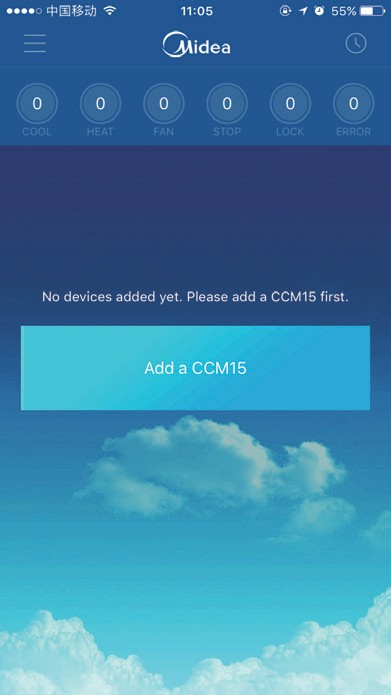 中国移动 11:05 55%
Midea
0 0 0 0 0 0
COOL HEAT FAN STOP LOCK ERROR
No devices added yet. Please add a CCM15 first.
Add a CCM15